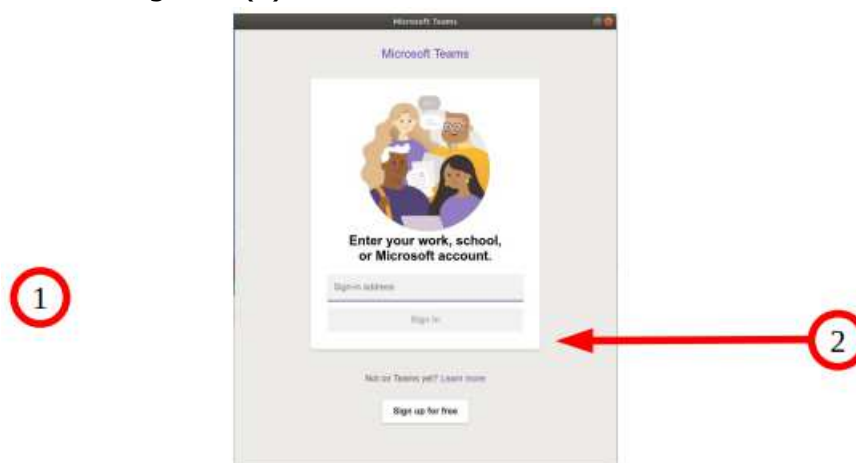 Microsoft Teams
Microsoft Teams
Enter your work, school,
or Microsoft account.
Sign-in address
Sign in
1
2
Not on Teams yet? Learn more
Sign up for free